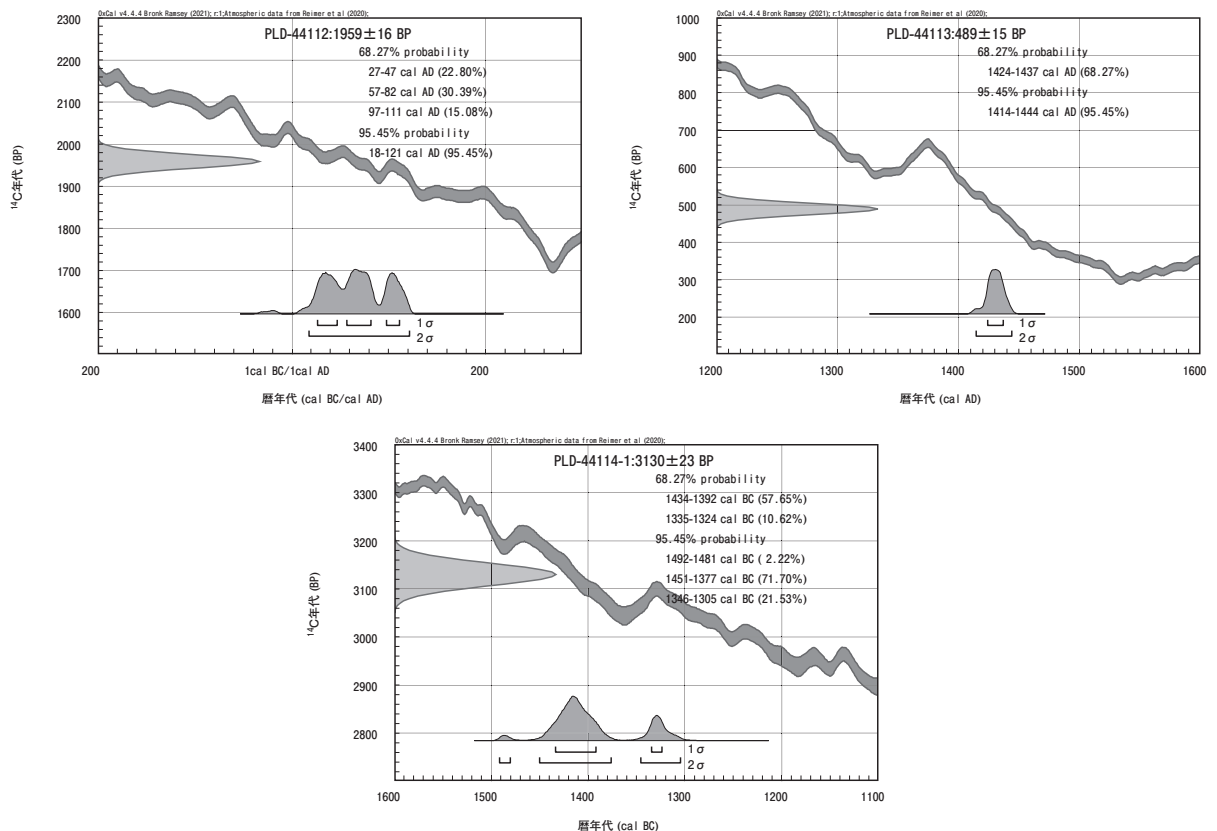 OxCal v4.4.4 Bronk Ramsey (2021); r:1;Atmospheric data from Reimer et al (2020);
PLD-44112:1959±16 BP
68.27% probability
27-47 cal AD (22.80%)
57-82 cal AD (30.39%)
97-111 cal AD (15.08%)
95.45% probability
18-121 cal AD (95.45%)
2300
2200
2100
2000
1900
1800
1700
1600
¹⁴C年代 (BP)
1σ
2σ
200
1cal BC/1cal AD
200
暦年代 (cal BC/cal AD)
OxCal v4.4.4 Bronk Ramsey (2021); r:1;Atmospheric data from Reimer et al (2020);
PLD-44113:489±15 BP
68.27% probability
1424-1437 cal AD (68.27%)
95.45% probability
1414-1444 cal AD (95.45%)
1000
900
800
700
600
500
400
300
200
¹⁴C年代 (BP)
1σ
2σ
1200
1300
1400
1500
1600
暦年代 (cal AD)
OxCal v4.4.4 Bronk Ramsey (2021); r:1;Atmospheric data from Reimer et al (2020);
PLD-44114-1:3130±23 BP
68.27% probability
1434-1392 cal BC (57.65%)
1335-1324 cal BC (10.62%)
95.45% probability
1492-1481 cal BC ( 2.22%)
1451-1377 cal BC (71.70%)
1346-1305 cal BC (21.53%)
3400
3300
3200
3100
3000
2900
2800
¹⁴C年代 (BP)
1σ
2σ
1600
1500
1400
1300
1200
1100
暦年代 (cal BC)